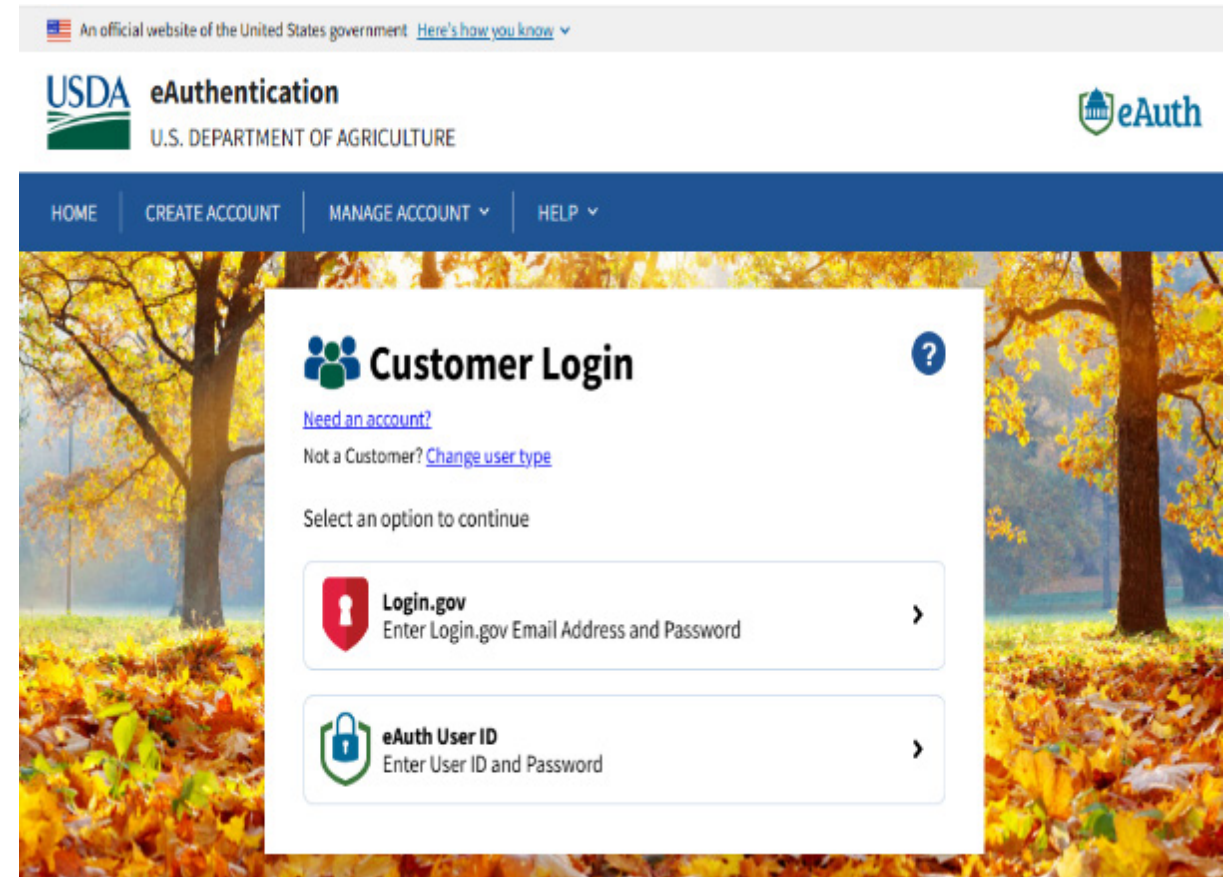 An official website of the United States government Here's how you know
USDA eAuthentication
U.S. DEPARTMENT OF AGRICULTURE
eAuth
HOME CREATE ACCOUNT MANAGE ACCOUNT HELP
Customer Login
?
Need an account?
Not a Customer? Change user type
Select an option to continue
Login.gov
Enter Login.gov Email Address and Password
eAuth User ID
Enter User ID and Password